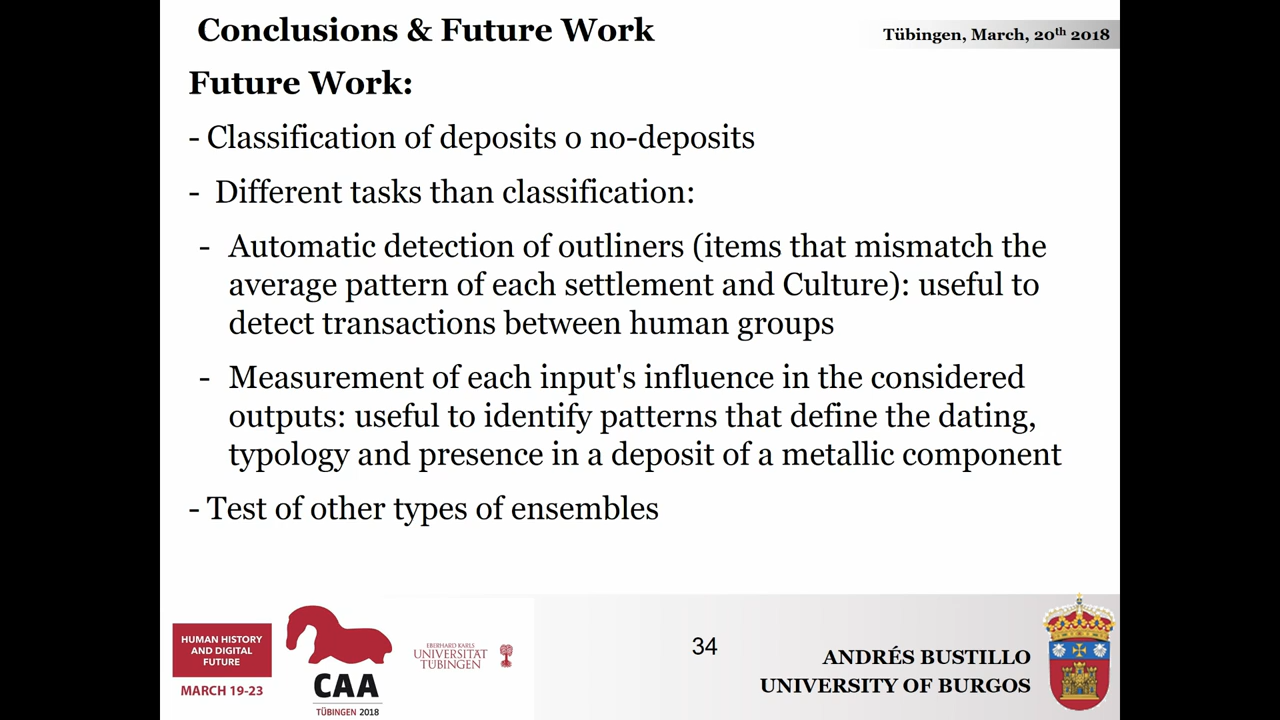 Conclusions & Future Work
Tübingen, March, 20th 2018
Future Work:
- Classification of deposits o no-deposits
- Different tasks than classification:
- Automatic detection of outliners (items that mismatch the
average pattern of each settlement and Culture): useful to
detect transactions between human groups
- Measurement of each input's influence in the considered
outputs: useful to identify patterns that define the dating,
typology and presence in a deposit of a metallic component
- Test of other types of ensembles
HUMAN HISTORY
AND DIGITAL
FUTURE
MARCH 19-23
CAA
TÜBINGEN 2018
EBERHARD KARLS
UNIVERSITÄT
TÜBINGEN
34
ANDRÉS BUSTILLO
UNIVERSITY OF BURGOS